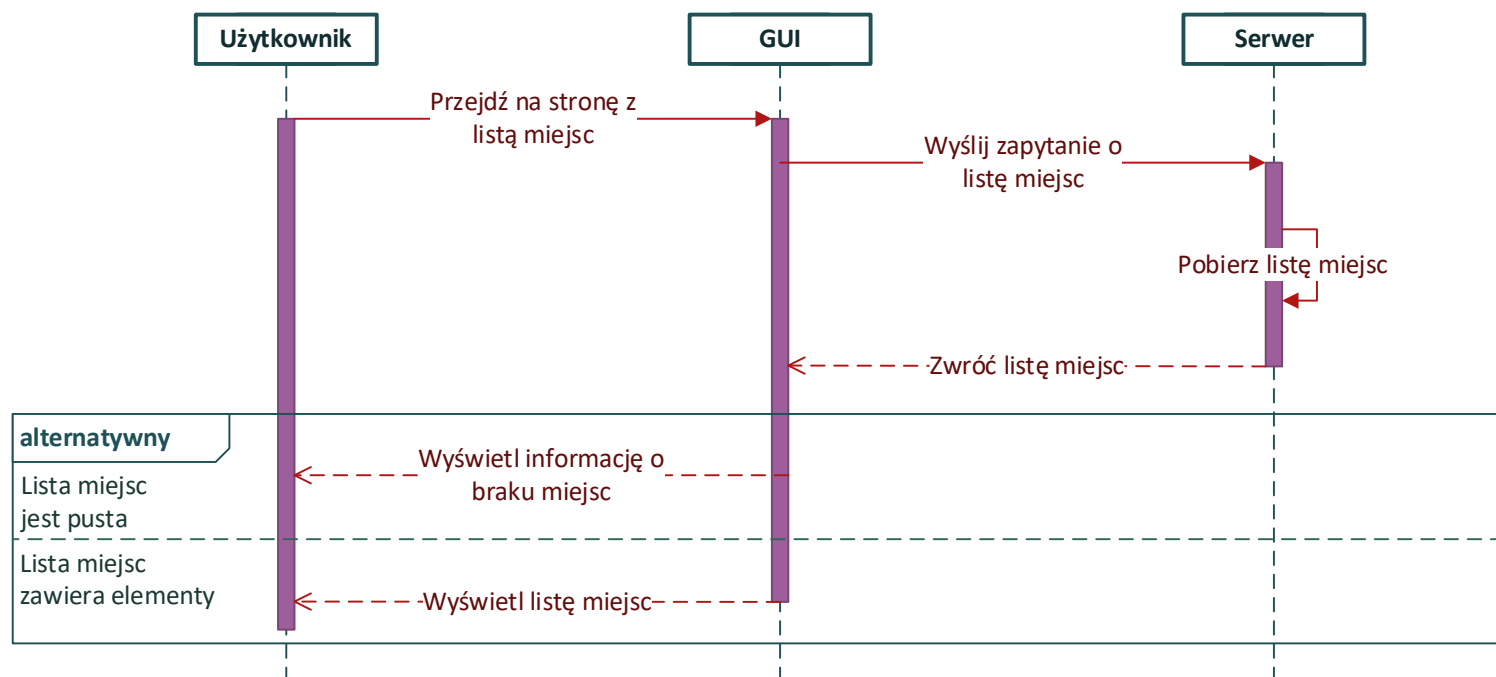 Użytkownik
GUI
Serwer
Przejdź na stronę z
listą miejsc
Wyślij zapytanie o
listę miejsc
Pobierz listę miejsc
Zwróć listę miejsc
alternatywny
Wyświetl informację o
braku miejsc
Lista miejsc
jest pusta
Lista miejsc
zawiera elementy
Wyświetl listę miejsc